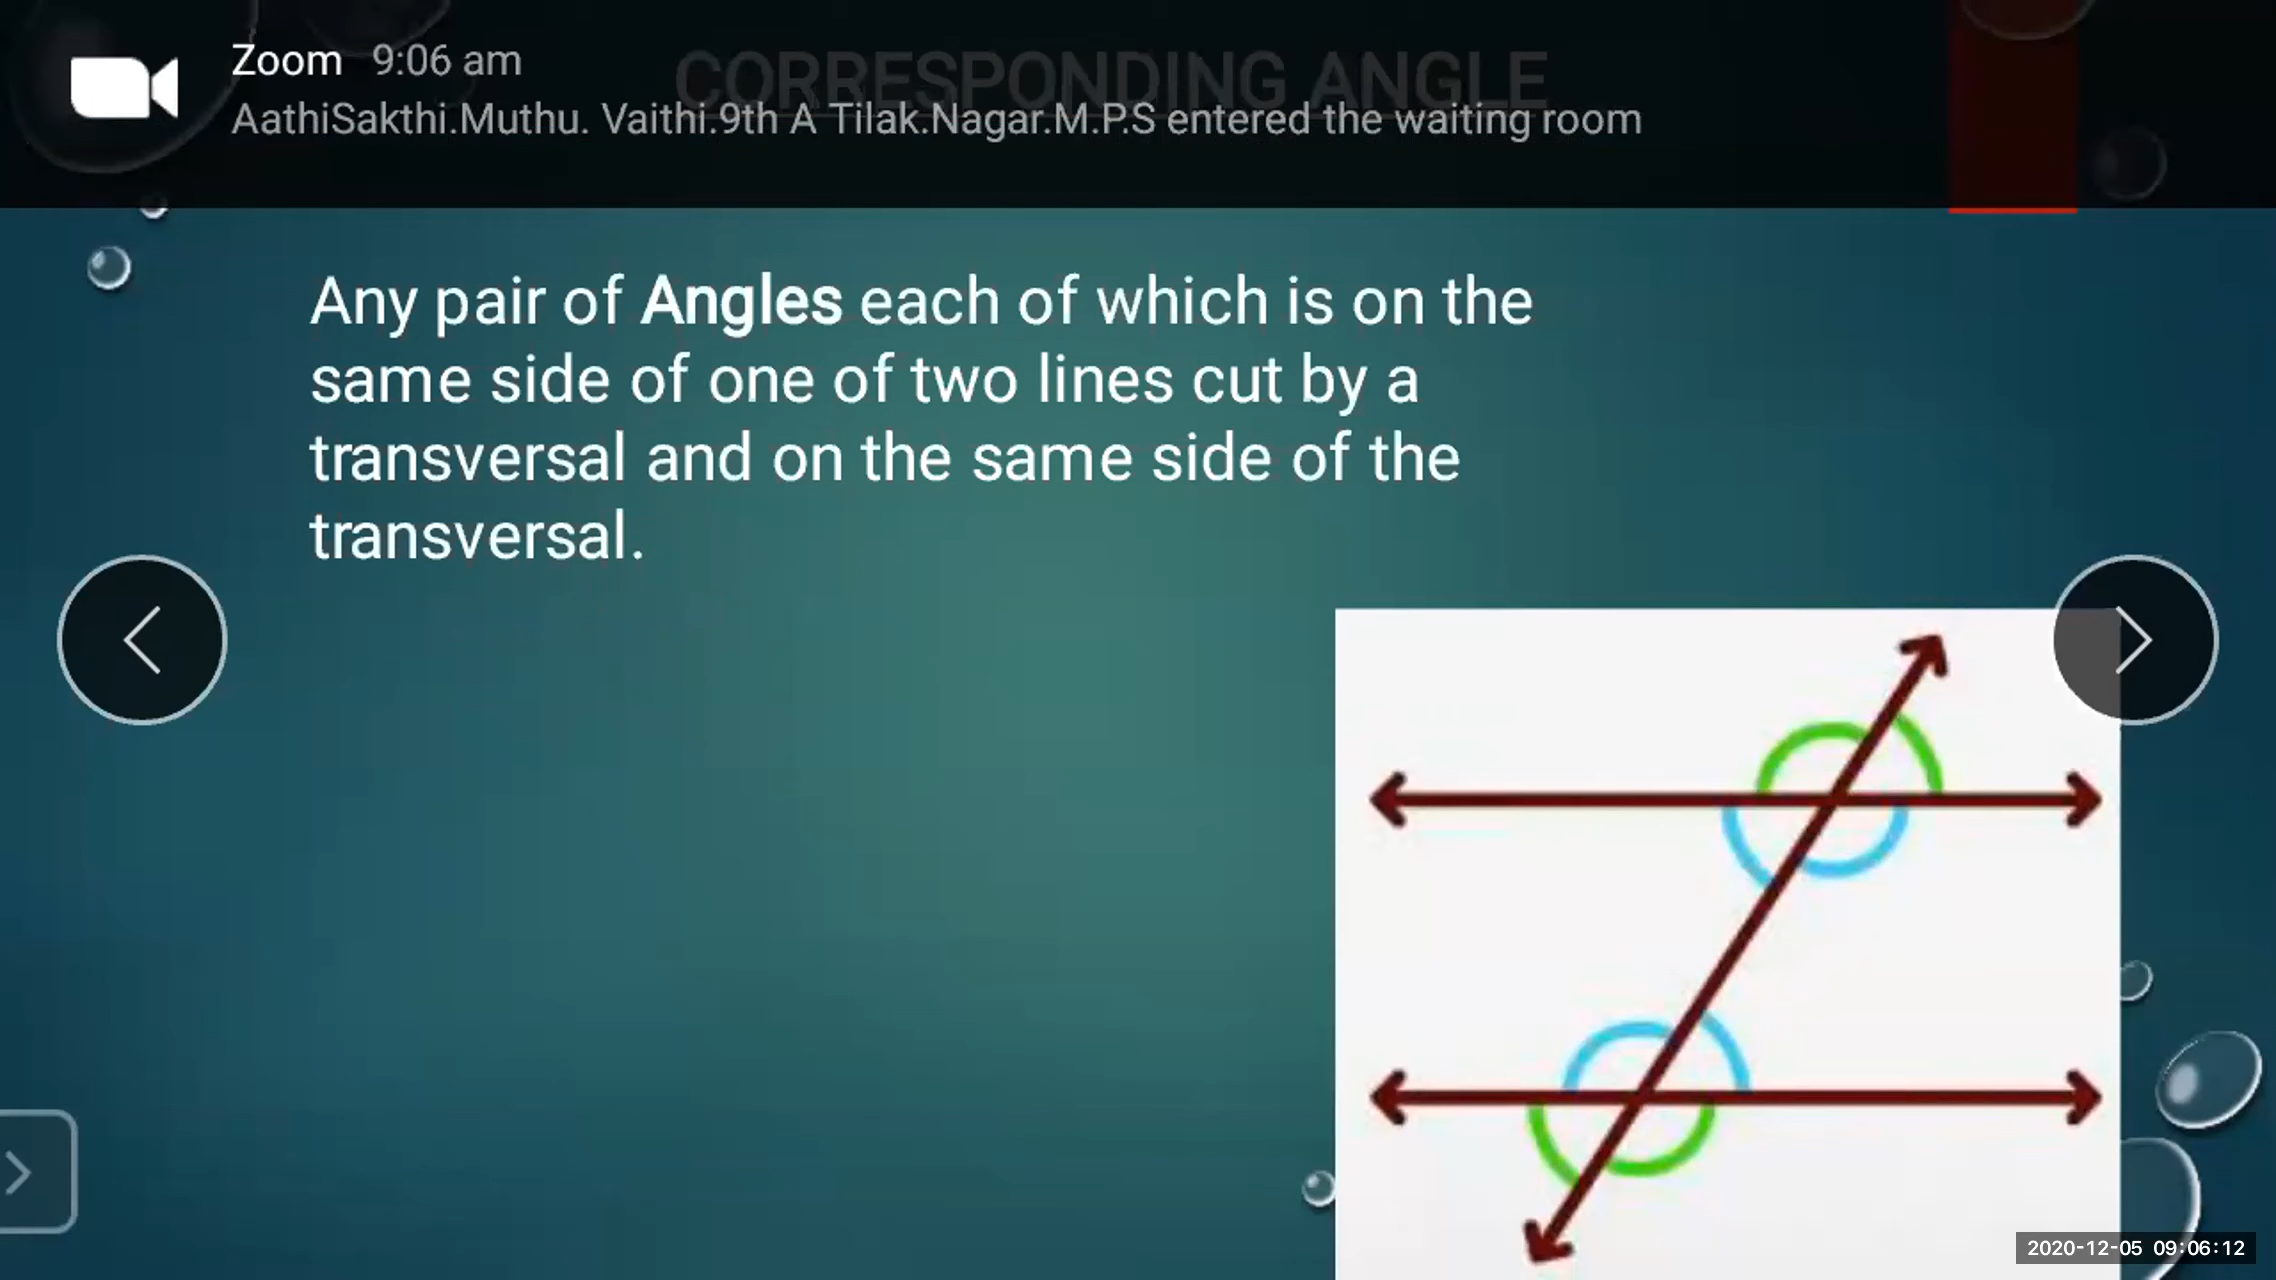 CORRESPONDING ANGLE
Zoom 9:06 am
AathiSakthi.Muthu. Vaithi.9th A Tilak.Nagar.M.P.S entered the waiting room
Any pair of Angles each of which is on the
same side of one of two lines cut by a
transversal and on the same side of the
transversal.
2020-12-05 09:06:12